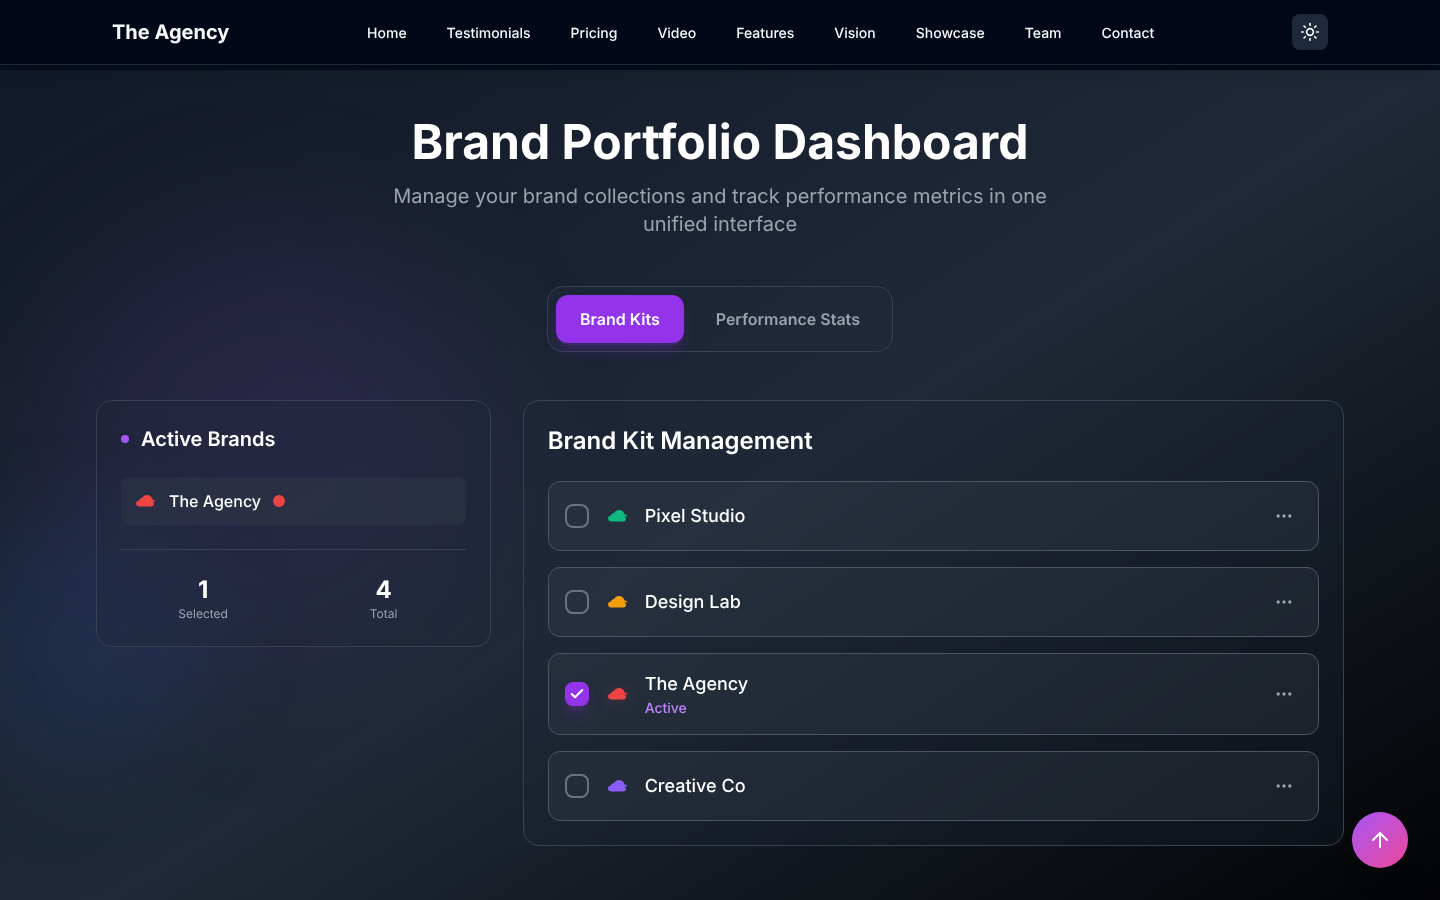 The Agency
Home
Testimonials
Pricing
Video
Features
Vision
Showcase
Team
Contact
Brand Portfolio Dashboard
Manage your brand collections and track performance metrics in one
unified interface
Brand Kits
Performance Stats
Active Brands
The Agency
1
Selected
4
Total
Brand Kit Management
Pixel Studio
Design Lab
The Agency
Active
Creative Co